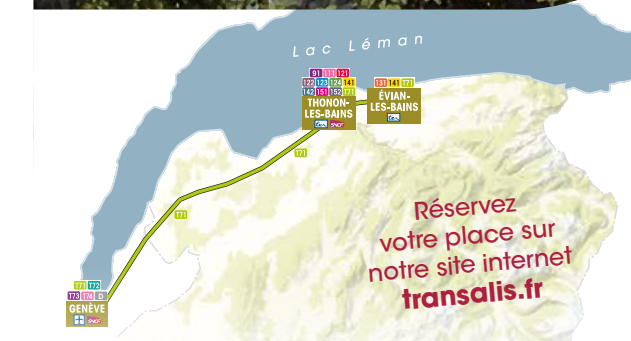 Lac Léman
91 111 121
122 123 124 141
142 151 152 T71
THONON-
LES-BAINS
SNCF
131 141 T71
ÉVIAN-
LES-BAINS
T71
T71
T71 T72
T73 T74 D
GENÈVE
SNCF
Réservez
votre place sur
notre site internet
transalis.fr